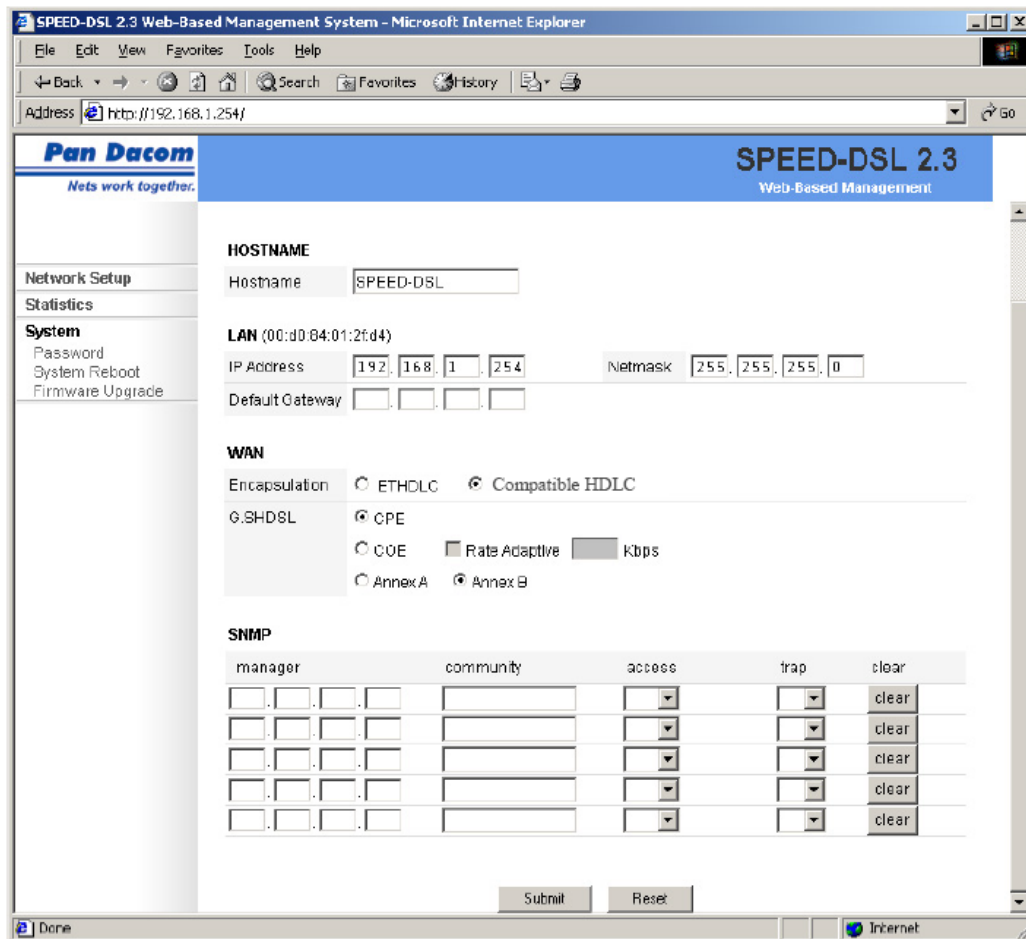 SPEED-DSL 2.3 Web-Based Management System - Microsoft Internet Explorer
File Edit View Favorites Tools Help
Back Search Favorites History
Address http://192.168.1.254/ Go
Pan Dacom
Nets work together.
SPEED-DSL 2.3
Web-Based Management
Network Setup
Statistics
System
Password
System Reboot
Firmware Upgrade
HOSTNAME
Hostname SPEED-DSL
LAN (00:d0:84:01:2f:d4)
IP Address 192. 168. 1 . 254 Netmask 255. 255. 255. 0
Default Gateway . . .
WAN
Encapsulation ETHDLC Compatible HDLC
G.SHDSL CPE
COE Rate Adaptive Kbps
Annex A Annex B
SNMP
manager community access trap clear
. . . clear
. . . clear
. . . clear
. . . clear
. . . clear
Submit Reset
Done Internet